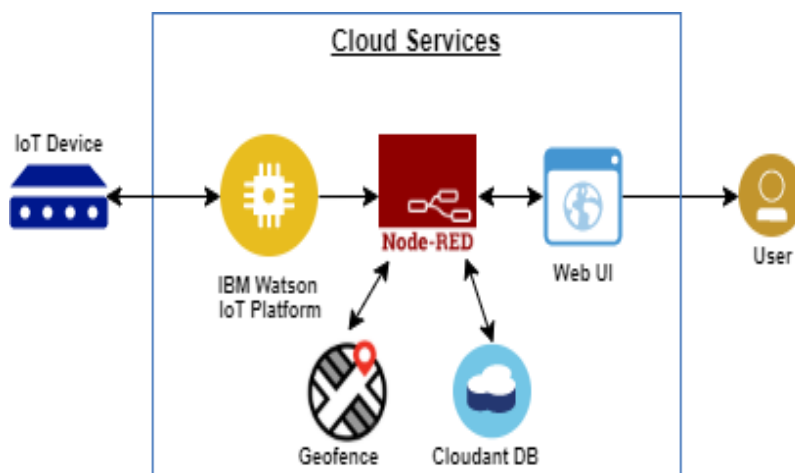 Cloud Services
IoT Device
Node-RED
IBM Watson
IoT Platform
Web UI
User
Geofence
Cloudant DB